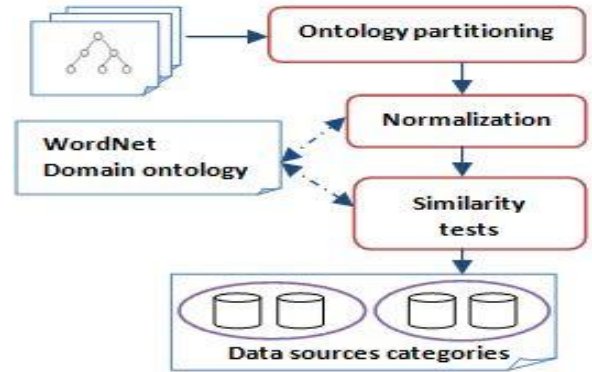 Ontology partitioning
Normalization
WordNet
Domain ontology
Similarity
tests
Data sources categories